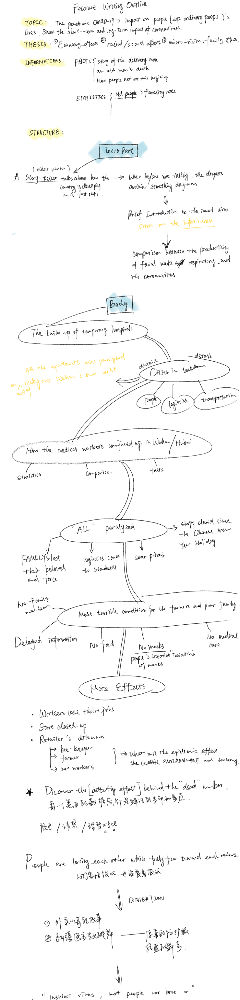 Feature Writing Outline
TOPIC: The pendemic COVID-19's impact on people (esp. ordinary people)'s
lives. Show the short-term and log-term impact of coronavirus.
THESIS: ①Economy effects ② racial/social affects ③ micro-vision: family effects.
INFORMATIONS: FACTS { story of the delivery man
an old man's death
How people act at the begining
STATISTICS { old people's farality rate
STRUCTURE:
Intro Part
(elder person)
A Story-teller talks about how the
country is developing
in a fast rate.
→ When he/she was talking the droplets
contain something dagerous
Brief Introdution to the novel virus.
Stress on the infectiousness
comparison between the productivity
of facial masks respiratory and
the coronavirus.
Body
The build-up of temporary hospitals
details
details
Cities in lockdown
All the apartments were paralysed
cutting out Wuhan's own wrist
an act of
people
logistics
transportation
How the medical workers conjured up in Wuhan/Hubei
Statistics
Comparison
facts
"ALL" paralyzed
shops closed since
the Chinese New
Year Holiday
FAMILYs lost
their beloved
and force
logistics comes
to standstill
soar prizes
No family
members
Most terrible condition for the farmers and poor family.
Delayed information
No food
No masks
people's creative "inventions"
of masks
No medical
care
More Effects
· Workers lose their jobs
· Store closed-up
· Retailer's dilemma
→ bee-keeper
→ farmer
→ 200 workers
} ⇒ What will the epidemic effect
the GLOBAL ENVIRONMENT and economy.
★ Discover the [butterfly effect] behind the "dead" number.
每一个黑白的数据后,都是鲜活的生命和家庭.
颜色/情感/理智对比
People are loving each other while feeling fear toward each others.
人们害怕彼此,也深爱着彼此
CONVERTION
① 外卖小哥的故事
② 新疆医生教跳舞 —— 厚重的防护服
轻盈的舞步.
"insulat virus, not people nor love"